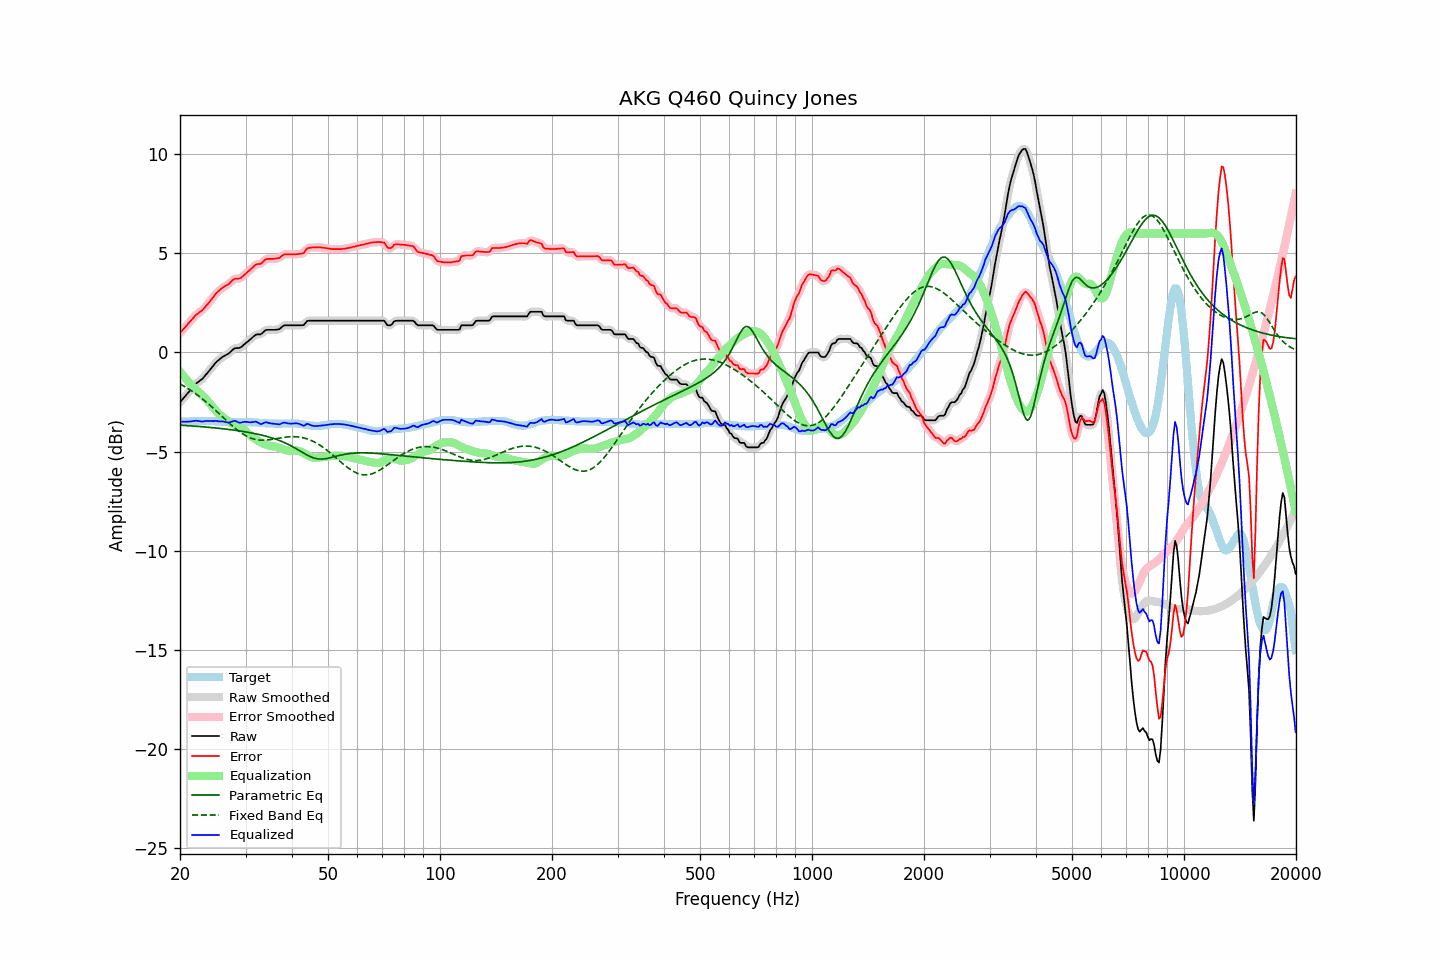 AKG Q460 Quincy Jones
Amplitude (dBr)
10
5
0
−5
−10
−15
−20
−25
Target
Raw Smoothed
Error Smoothed
Raw
Error
Equalization
Parametric Eq
Fixed Band Eq
Equalized
20 50 100 200 500 1000 2000 5000 10000 20000
Frequency (Hz)